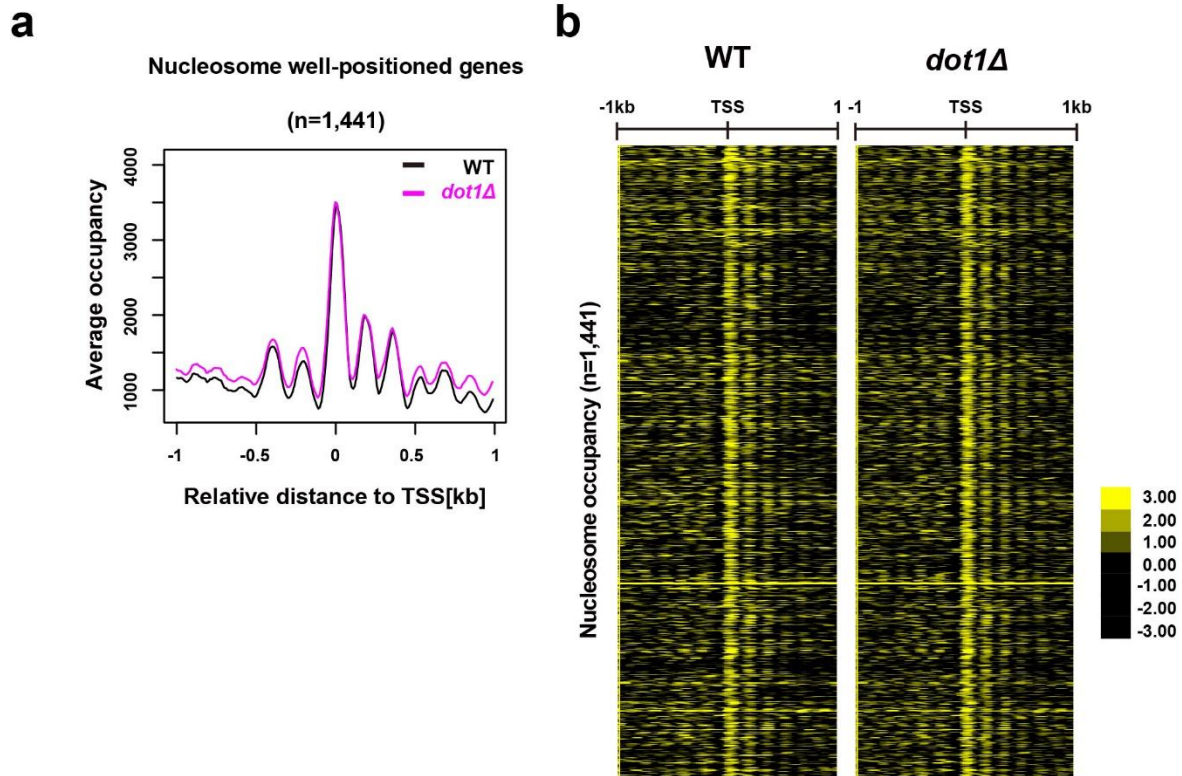 a
Nucleosome well-positioned genes
(n=1,441)
WT
dot1Δ
4000
3000
2000
1000
Average occupancy
-1 -0.5 0 0.5 1
Relative distance to TSS[kb]
b
WT dot1Δ
-1kb TSS 1 -1 TSS 1kb
Nucleosome occupancy (n=1,441)
3.00
2.00
1.00
0.00
-1.00
-2.00
-3.00